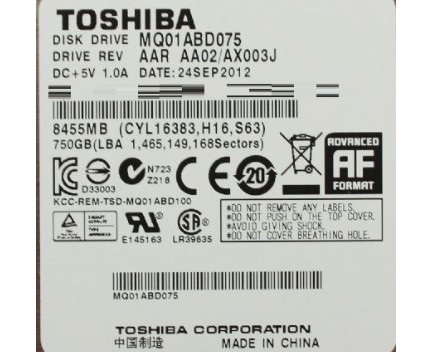 TOSHIBA
DISK DRIVE MQ01ABD075
DRIVE REV AAR AA02/AX003J
DC+5V 1.0A DATE:24SEP2012
8455MB (CYL16383,H16,S63)
750GB(LBA 1,465,149,168Sectors)
D33003
N723
Z218
CE
20
ADVANCED
AF
FORMAT
KCC-REM-TSD-MQ01ABD100
E145163
LR39635
*DO NOT REMOVE ANY LABELS.
*DO NOT PUSH ON THE TOP COVER.
*AVOID GIVING SHOCK.
*DO NOT COVER BREATHING HOLE.
MQ01ABD075
TOSHIBA CORPORATION
中国制造 MADE IN CHINA